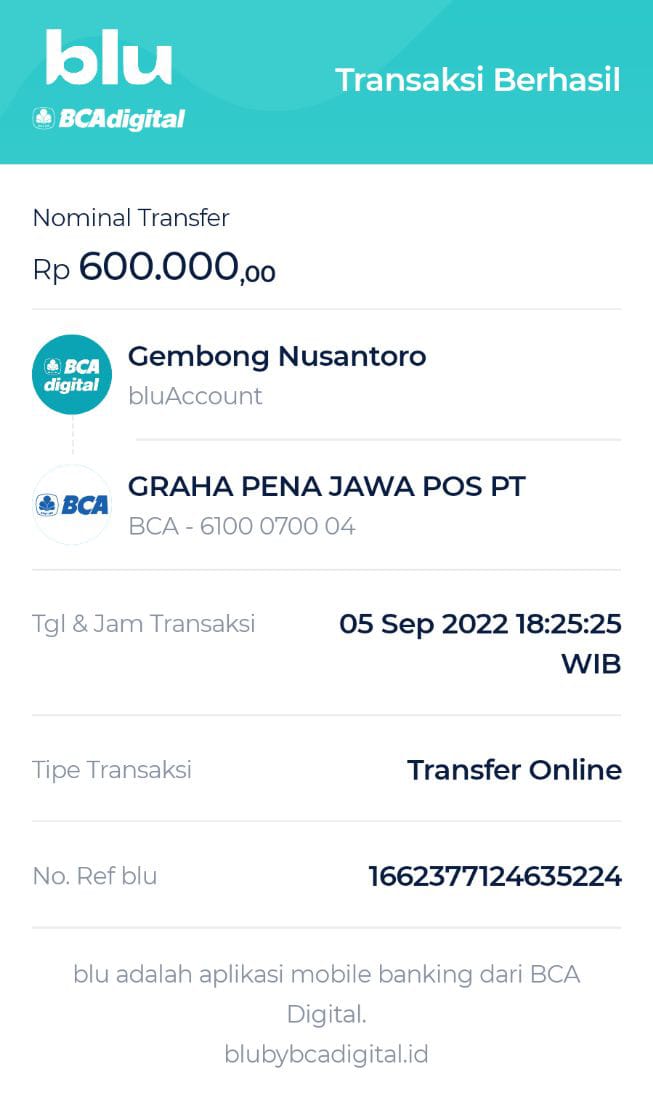 blu
BCAdigital
Transaksi Berhasil
Nominal Transfer
Rp 600.000,00
BCA
digital
Gembong Nusantoro
bluAccount
BCA
GRAHA PENA JAWA POS PT
BCA - 6100 0700 04
Tgl & Jam Transaksi
05 Sep 2022 18:25:25
WIB
Tipe Transaksi
Transfer Online
No. Ref blu
1662377124635224
blu adalah aplikasi mobile banking dari BCA
Digital.
blubybcadigital.id